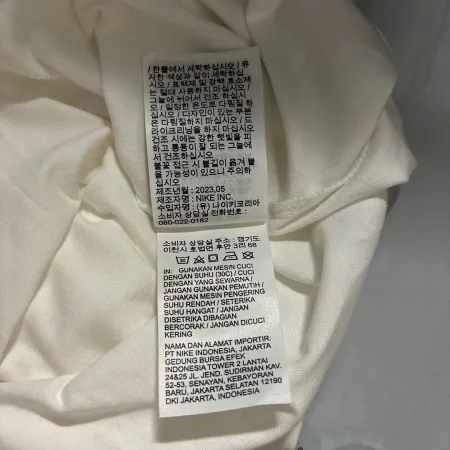 / 찬물에서 세탁하십시오 / 유
사한 색상과 같이 세탁하십
시오 / 표백제 및 강력 효소제
는 절대 사용하지 마십시오 /
그늘에 뉘어서 건조 하십시
오 / 일정한 온도로 다림질 하
십시오 / 디자인이 있는 부분
은 다림질하지 마십시오 / 드
라이크리닝을 하지 마십시오
건조시에는 강한 햇빛을 피
하고 통풍이 잘 되는 그늘에
서 건조하십시오
불꽃 접근 시 불길이 옮겨 붙
을 가능성이 있으니 주의하
십시오
제조년월 : 2023.05
제조자명 : NIKE INC.
수입자명 : (유) 나이키코리아
소비자 상담실 전화번호 :
080-022-0182
소비자 상담실 주소 : 경기도
이천시 호법면 후안 3리 68
IN: GUNAKAN MESIN CUCI
DENGAN SUHU (30C) / CUCI
DENGAN YANG SEWARNA /
JANGAN GUNAKAN PEMUTIH /
GUNAKAN MESIN PENGERING
SUHU RENDAH / SETERIKA
SUHU HANGAT / JANGAN
DISETRIKA DIBAGIAN
BERCORAK / JANGAN DICUCI
KERING
NAMA DAN ALAMAT IMPORTIR:
PT NIKE INDONESIA, JAKARTA
GEDUNG BURSA EFEK
INDONESIA TOWER 2 LANTAI
24&25 JL. JEND. SUDIRMAN KAV.
52-53, SENAYAN, KEBAYORAN
BARU, JAKARTA SELATAN 12190
DKI JAKARTA, INDONESIA